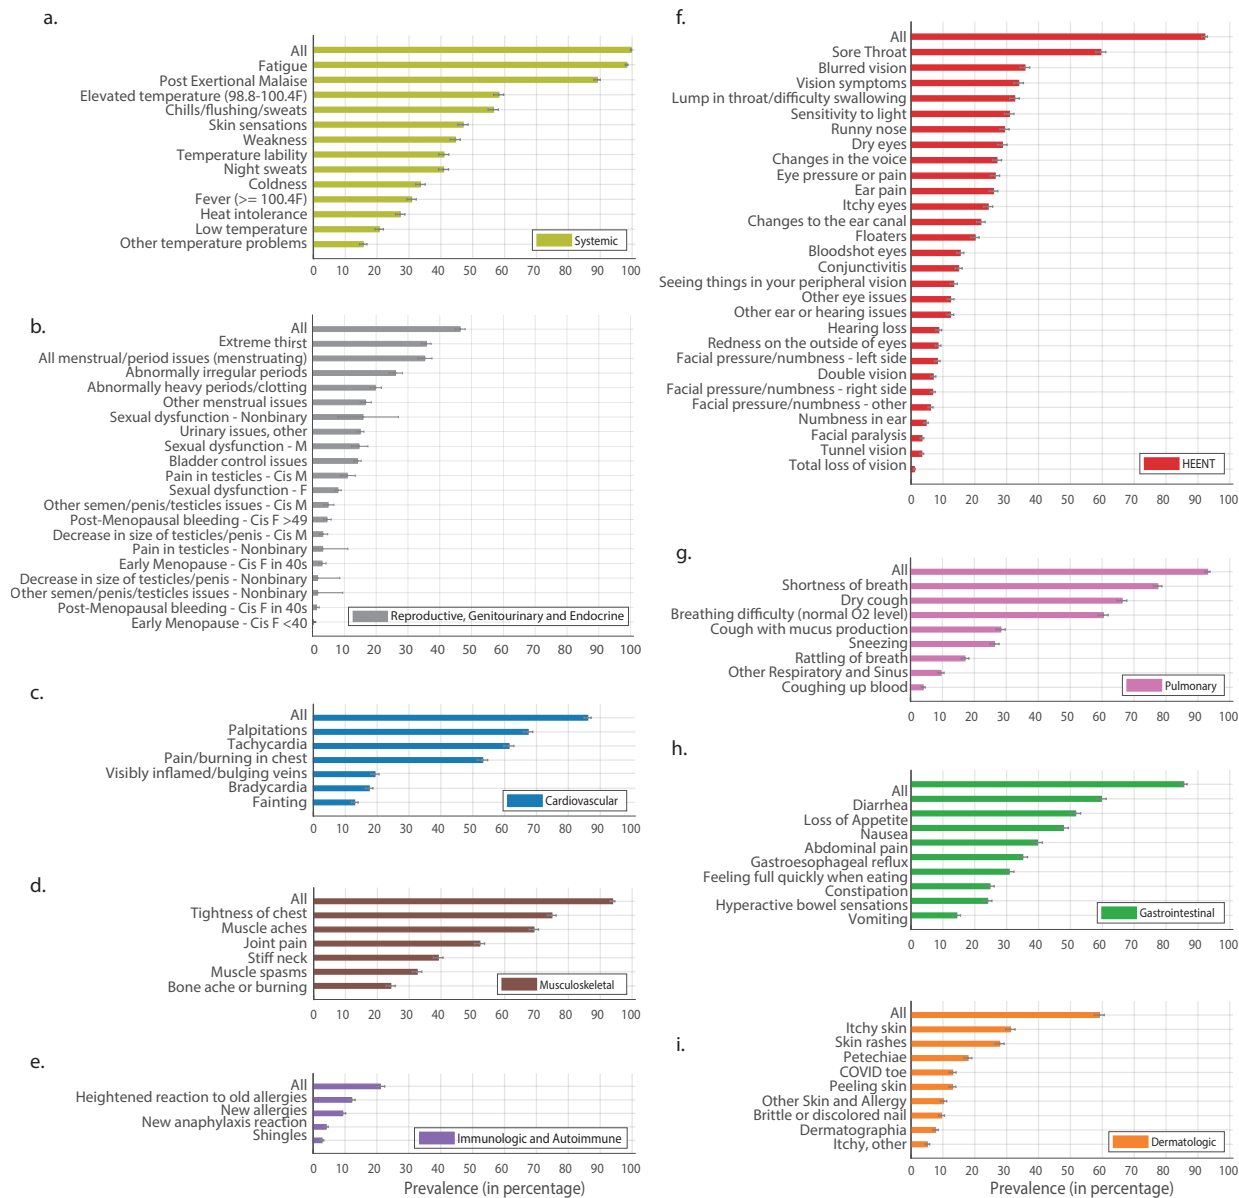 a.
All
Fatigue
Post Exertional Malaise
Elevated temperature (98.8-100.4F)
Chills/flushing/sweats
Skin sensations
Weakness
Temperature lability
Night sweats
Coldness
Fever (>= 100.4F)
Heat intolerance
Low temperature
Other temperature problems
Systemic
0 10 20 30 40 50 60 70 80 90 100
b.
All
Extreme thirst
All menstrual/period issues (menstruating)
Abnormally irregular periods
Abnormally heavy periods/clotting
Other menstrual issues
Sexual dysfunction - Nonbinary
Urinary issues, other
Sexual dysfunction - M
Bladder control issues
Pain in testicles - Cis M
Sexual dysfunction - F
Other semen/penis/testicles issues - Cis M
Post-Menopausal bleeding - Cis F >49
Decrease in size of testicles/penis - Cis M
Pain in testicles - Nonbinary
Early Menopause - Cis F in 40s
Decrease in size of testicles/penis - Nonbinary
Other semen/penis/testicles issues - Nonbinary
Post-Menopausal bleeding - Cis F in 40s
Early Menopause - Cis F <40
Reproductive, Genitourinary and Endocrine
0 10 20 30 40 50 60 70 80 90 100
c.
All
Palpitations
Tachycardia
Pain/burning in chest
Visibly inflamed/bulging veins
Bradycardia
Fainting
Cardiovascular
0 10 20 30 40 50 60 70 80 90 100
d.
All
Tightness of chest
Muscle aches
Joint pain
Stiff neck
Muscle spasms
Bone ache or burning
Musculoskeletal
0 10 20 30 40 50 60 70 80 90 100
e.
All
Heightened reaction to old allergies
New allergies
New anaphylaxis reaction
Shingles
Immunologic and Autoimmune
0 10 20 30 40 50 60 70 80 90 100
Prevalence (in percentage)
f.
All
Sore Throat
Blurred vision
Vision symptoms
Lump in throat/difficulty swallowing
Sensitivity to light
Runny nose
Dry eyes
Changes in the voice
Eye pressure or pain
Ear pain
Itchy eyes
Changes to the ear canal
Floaters
Bloodshot eyes
Conjunctivitis
Seeing things in your peripheral vision
Other eye issues
Other ear or hearing issues
Hearing loss
Redness on the outside of eyes
Facial pressure/numbness - left side
Double vision
Facial pressure/numbness - right side
Facial pressure/numbness - other
Numbness in ear
Facial paralysis
Tunnel vision
Total loss of vision
HEENT
0 10 20 30 40 50 60 70 80 90 100
g.
All
Shortness of breath
Dry cough
Breathing difficulty (normal O2 level)
Cough with mucus production
Sneezing
Rattling of breath
Other Respiratory and Sinus
Coughing up blood
Pulmonary
0 10 20 30 40 50 60 70 80 90 100
h.
All
Diarrhea
Loss of Appetite
Nausea
Abdominal pain
Gastroesophageal reflux
Feeling full quickly when eating
Constipation
Hyperactive bowel sensations
Vomiting
Gastrointestinal
0 10 20 30 40 50 60 70 80 90 100
i.
All
Itchy skin
Skin rashes
Petechiae
COVID toe
Peeling skin
Other Skin and Allergy
Brittle or discolored nail
Dermatographia
Itchy, other
Dermatologic
0 10 20 30 40 50 60 70 80 90 100
Prevalence (in percentage)